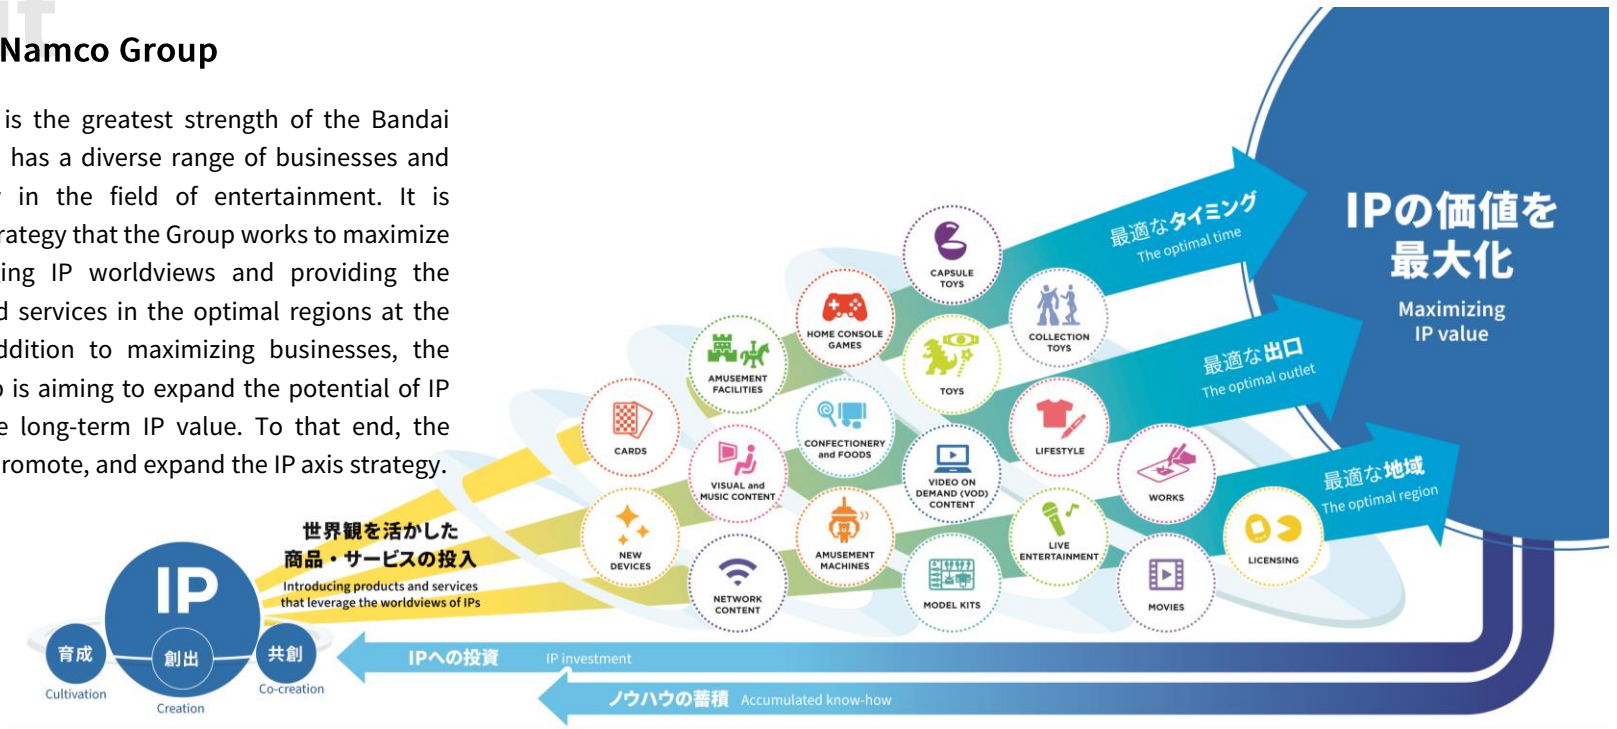 Namco Group
is the greatest strength of the Bandai
has a diverse range of businesses and
in the field of entertainment. It is
rategy that the Group works to maximize
ging IP worldviews and providing the
d services in the optimal regions at the
ddition to maximizing businesses, the
is aiming to expand the potential of IP
e long-term IP value. To that end, the
romote, and expand the IP axis strategy.
IP
育成
Cultivation
創出
Creation
共創
Co-creation
世界観を活かした
商品・サービスの投入
Introducing products and services
that leverage the worldviews of IPs
CARDS
NEW
DEVICES
AMUSEMENT
FACILITIES
VISUAL and
MUSIC CONTENT
NETWORK
CONTENT
HOME CONSOLE
GAMES
CONFECTIONERY
and FOODS
AMUSEMENT
MACHINES
CAPSULE
TOYS
TOYS
VIDEO ON
DEMAND (VOD)
CONTENT
MODEL KITS
COLLECTION
TOYS
LIFESTYLE
LIVE
ENTERTAINMENT
WORKS
MOVIES
LICENSING
最適なタイミング
The optimal time
最適な出口
The optimal outlet
最適な地域
The optimal region
IPの価値を
最大化
Maximizing
IP value
IPへの投資 IP investment
ノウハウの蓄積 Accumulated know-how